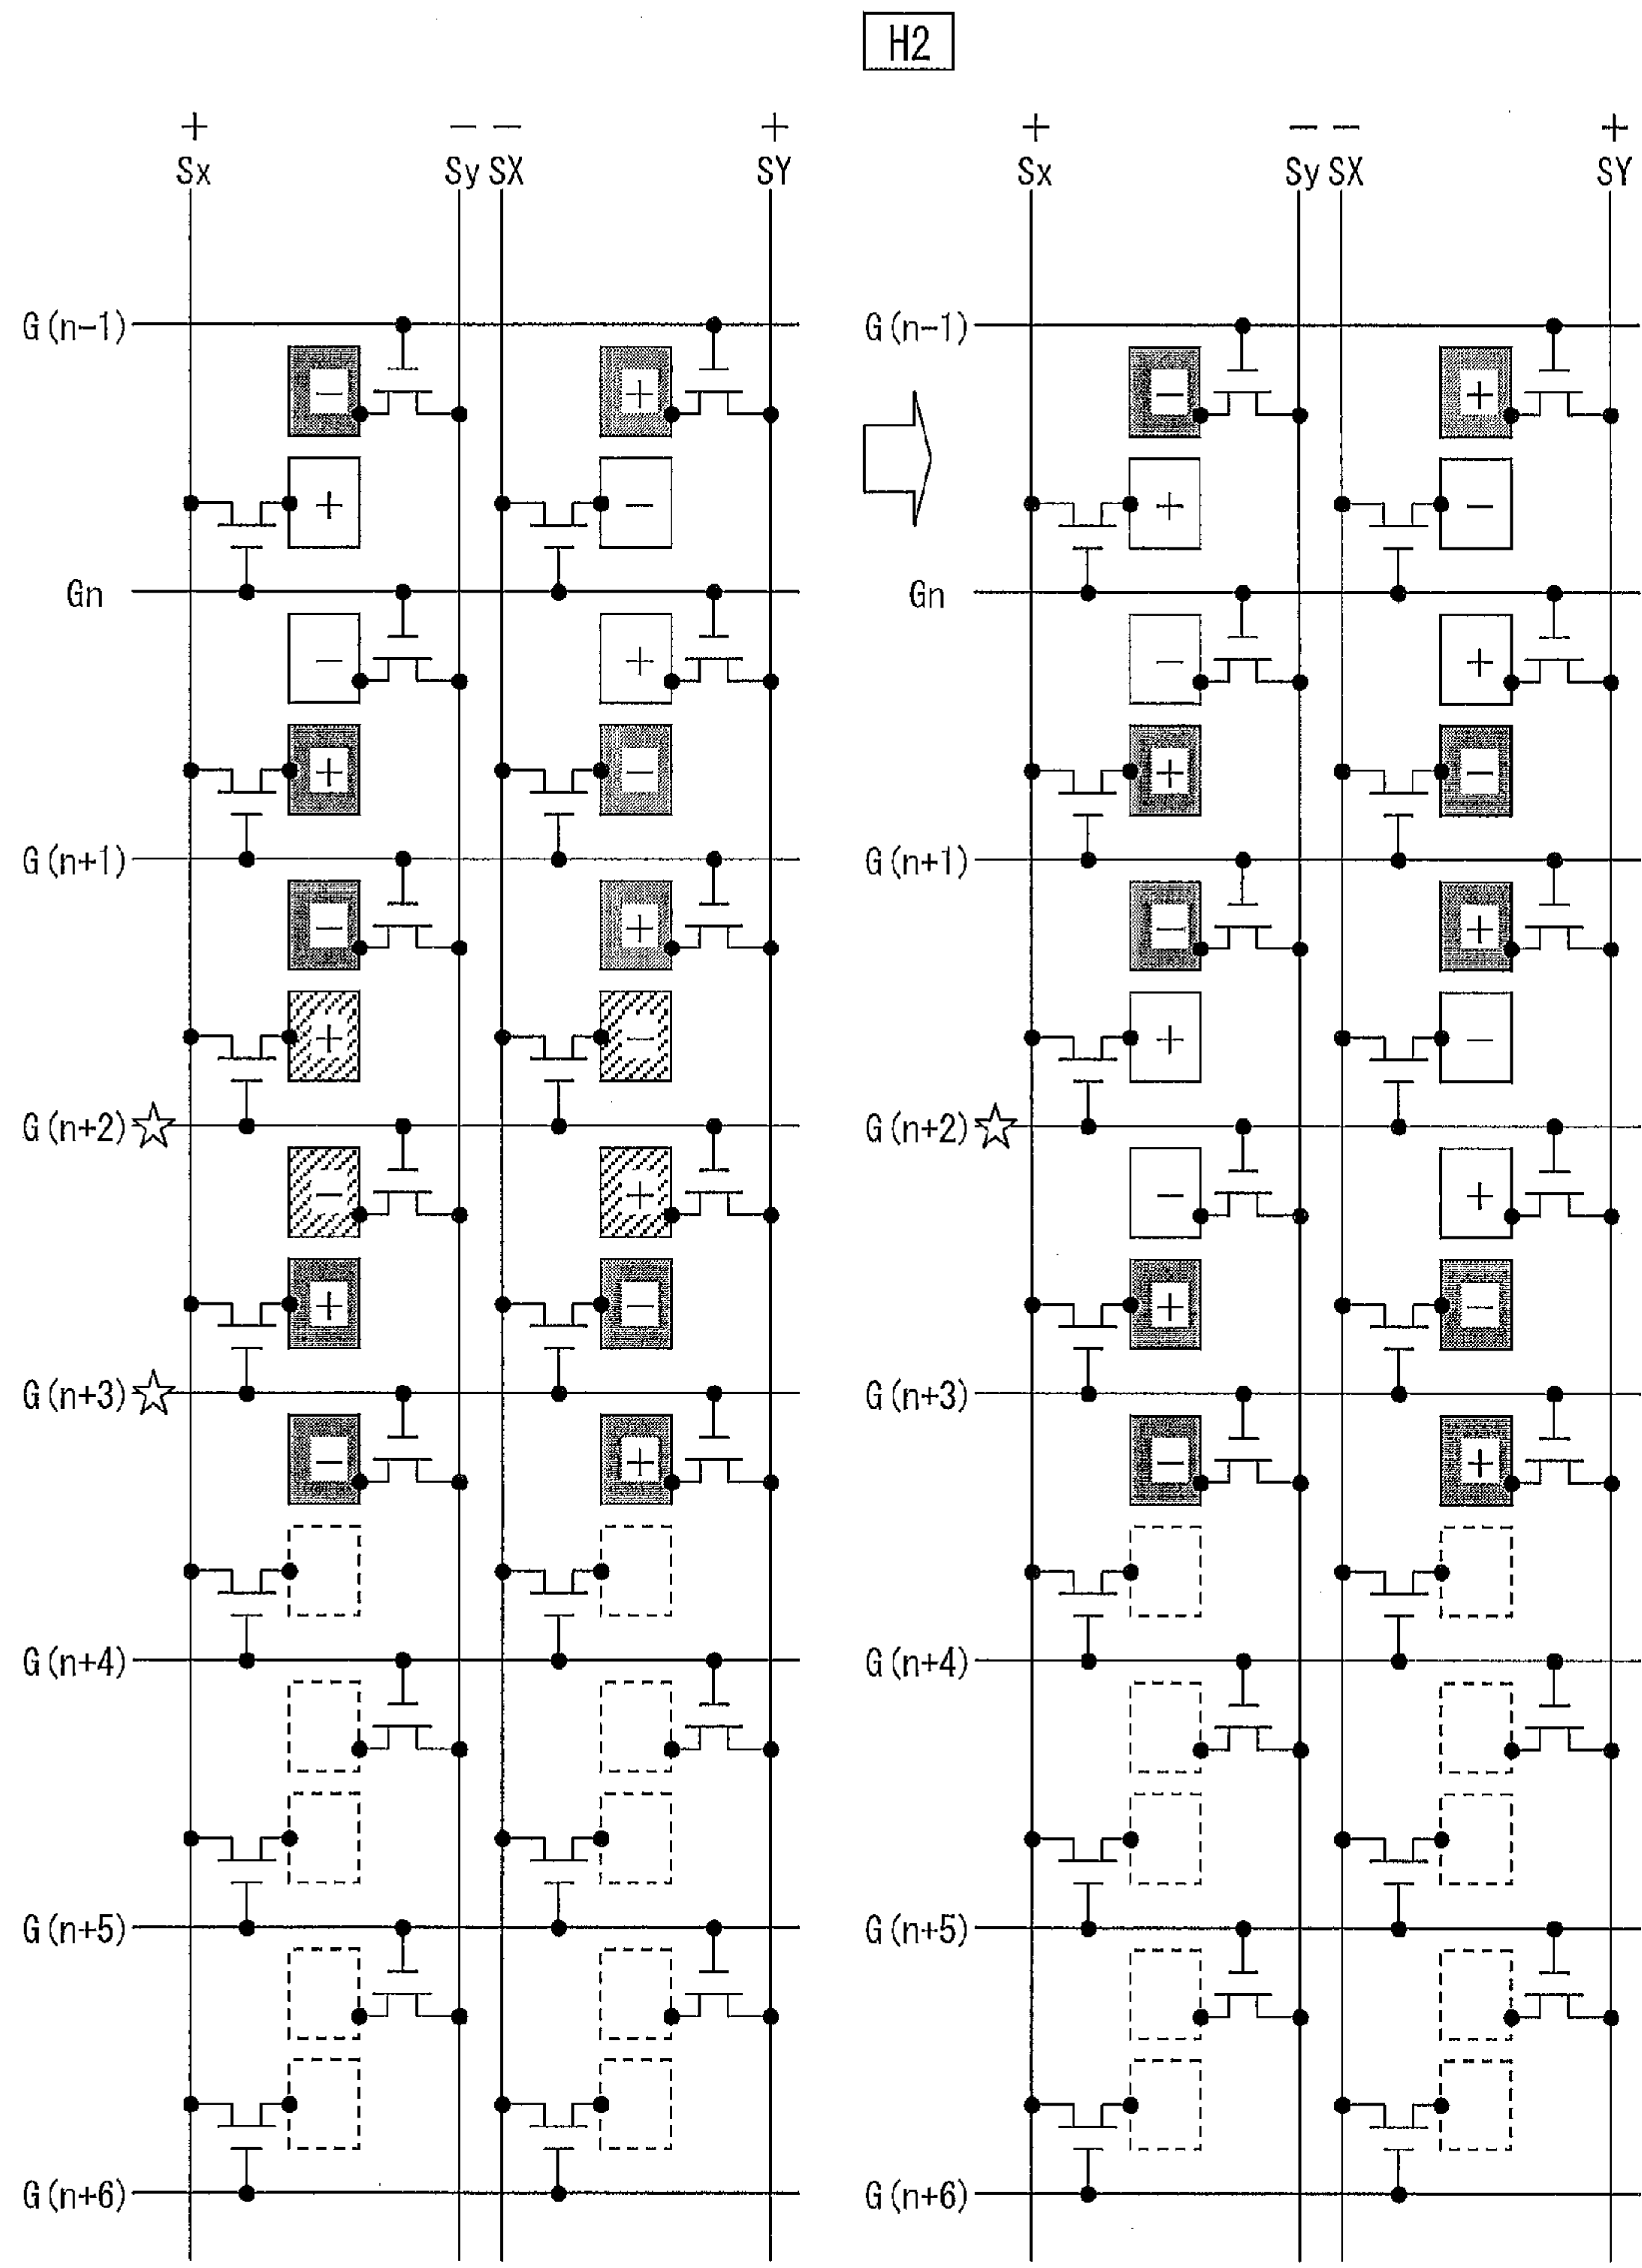 H2
+ − − + + − − +
Sx Sy SX SY Sx Sy SX SY
G(n−1) G(n−1)
− + − +
+ − + −
Gn Gn
− + − +
+ − + −
G(n+1) G(n+1)
− + − +
+ − + −
G(n+2)☆ G(n+2)☆
− + − +
+ − + −
G(n+3)☆ G(n+3)
− + − +
G(n+4) G(n+4)
G(n+5) G(n+5)
G(n+6) G(n+6)